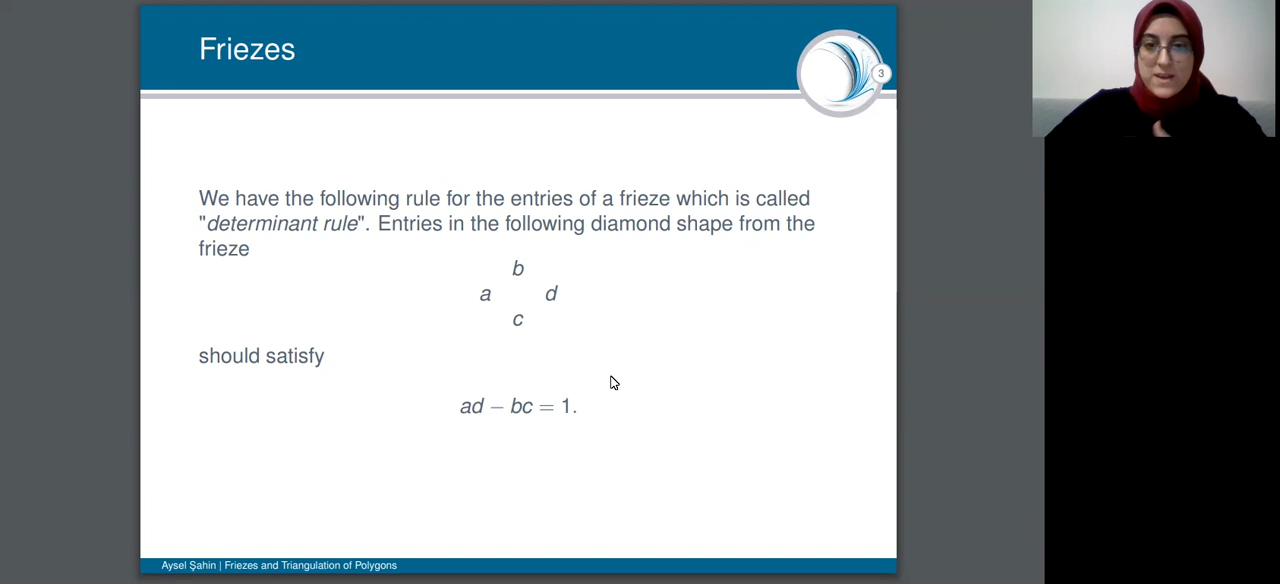 Friezes
3
We have the following rule for the entries of a frieze which is called
"determinant rule". Entries in the following diamond shape from the
frieze
b
a d
c
should satisfy
ad − bc = 1.
Aysel Şahin | Friezes and Triangulation of Polygons